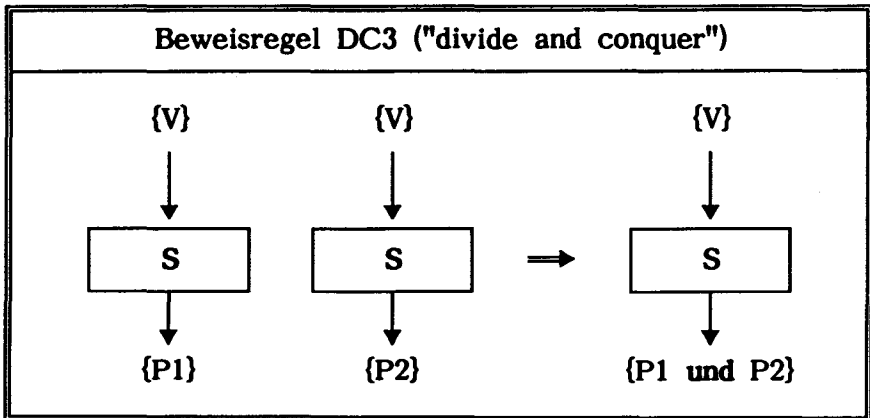 Beweisregel DC3 ("divide and conquer")
{V} {V} {V}
S S S
{P1} {P2} {P1 und P2}